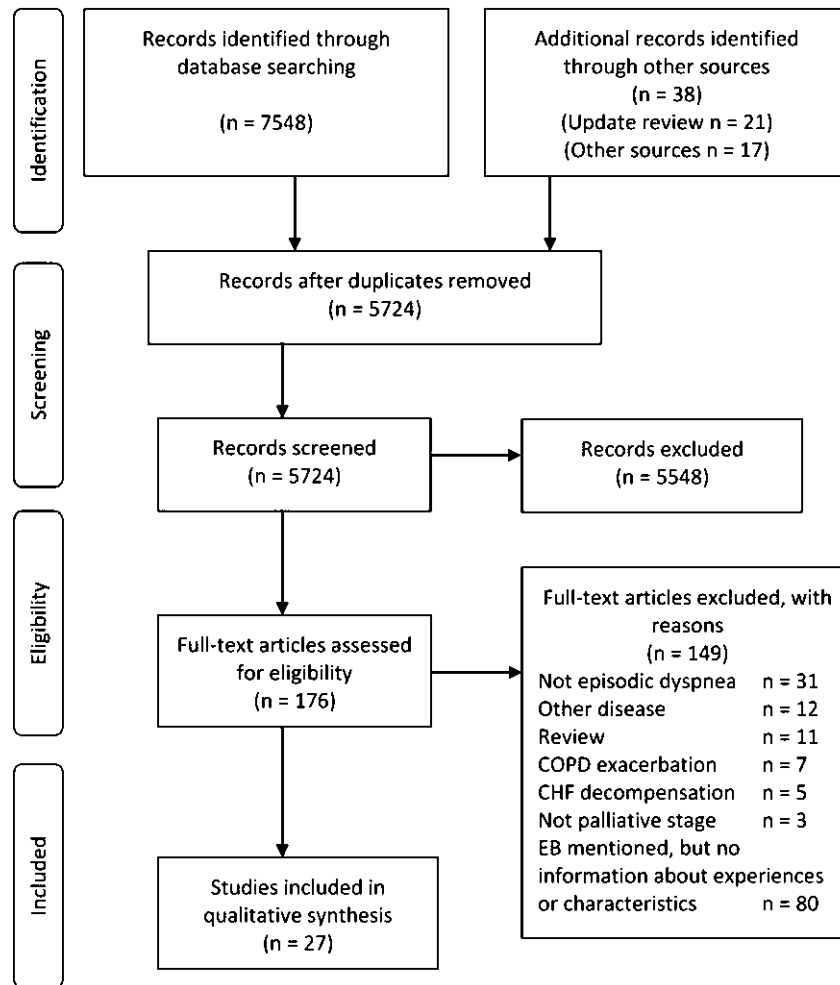 Identification
Records identified through
database searching
(n = 7548)
Additional records identified
through other sources
(n = 38)
(Update review n = 21)
(Other sources n = 17)
Screening
Records after duplicates removed
(n = 5724)
Records screened
(n = 5724)
Records excluded
(n = 5548)
Eligibility
Full-text articles assessed
for eligibility
(n = 176)
Full-text articles excluded, with
reasons
(n = 149)
Not episodic dyspnea n = 31
Other disease n = 12
Review n = 11
COPD exacerbation n = 7
CHF decompensation n = 5
Not palliative stage n = 3
EB mentioned, but no
information about experiences
or characteristics n = 80
Included
Studies included in
qualitative synthesis
(n = 27)